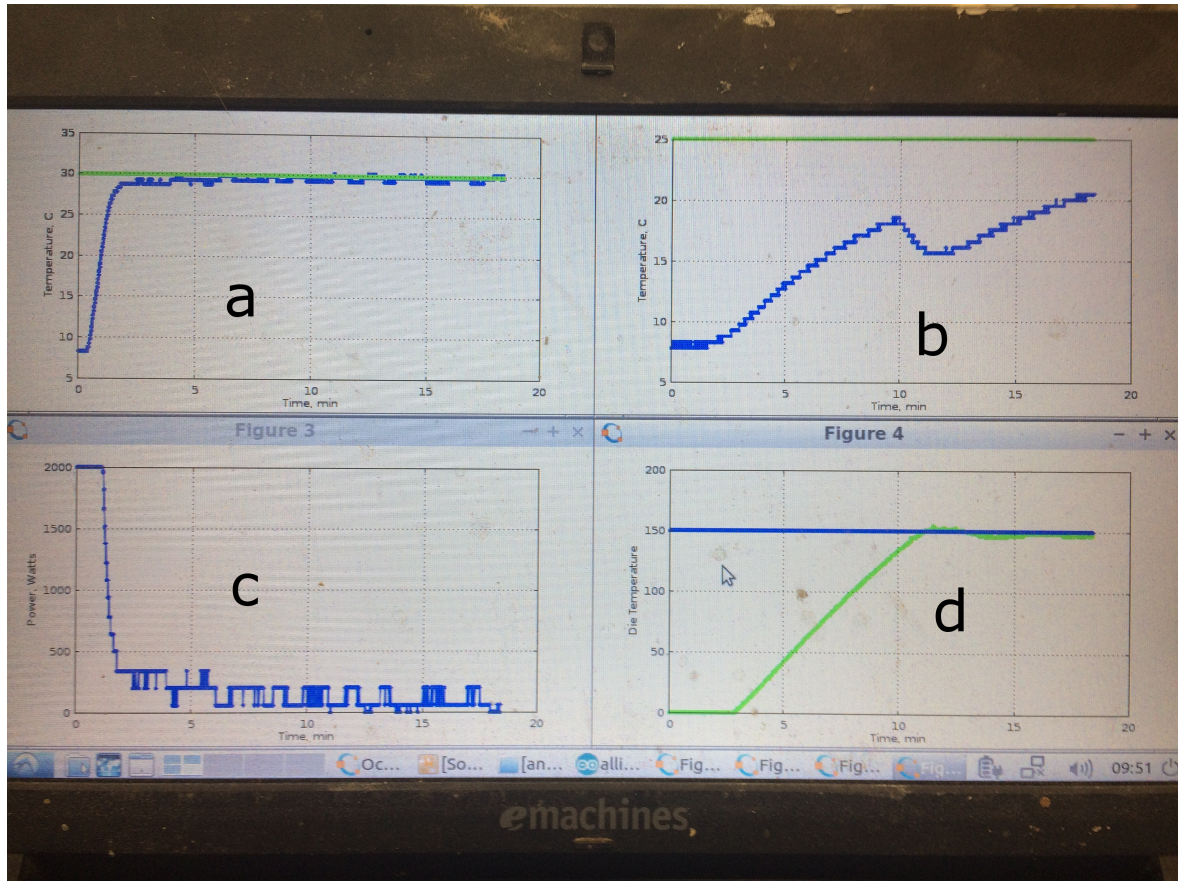 35
30
25
20
15
10
5
0 5 10 15 20
Temperature, C
Time, min
a
25
20
15
10
5
0 5 10 15 20
Temperature, C
Time, min
b
Figure 3
2000
1500
1000
500
0
0 5 10 15 20
Power, Watts
Time, min
c
Figure 4
200
150
100
50
0
0 5 10 15 20
Die Temperature
Time, min
d
Oc... [So... [an... alli... Fig... Fig... Fig... Fig... 09:51
emachines